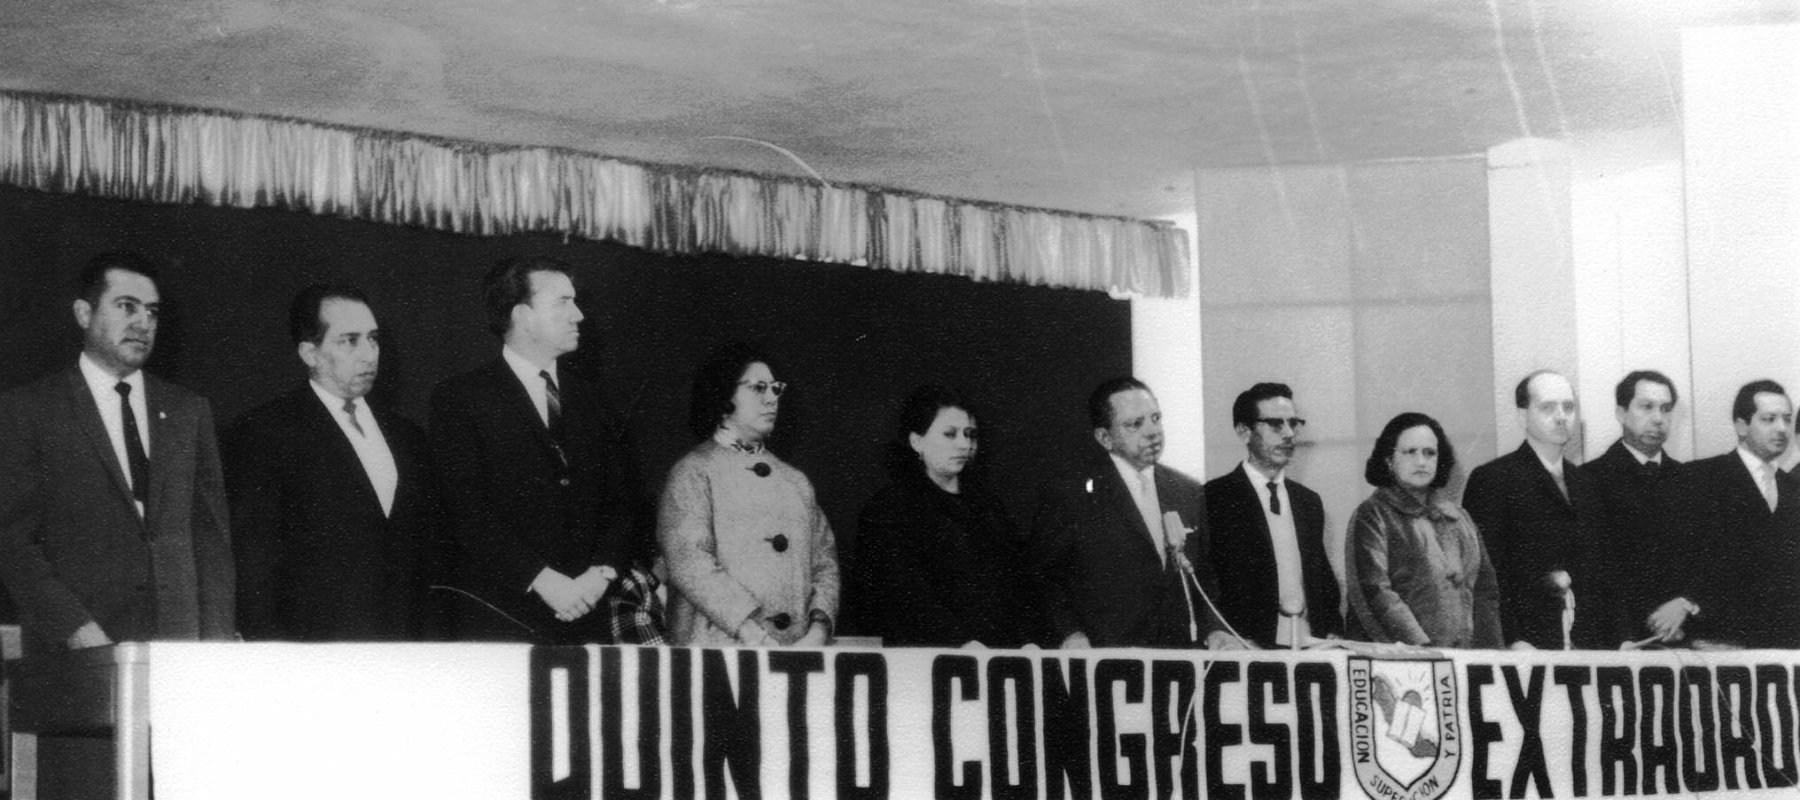 QUINTO CONGRESO EXTRAORD
EDUCACION
Y PATRIA
SUPERACION